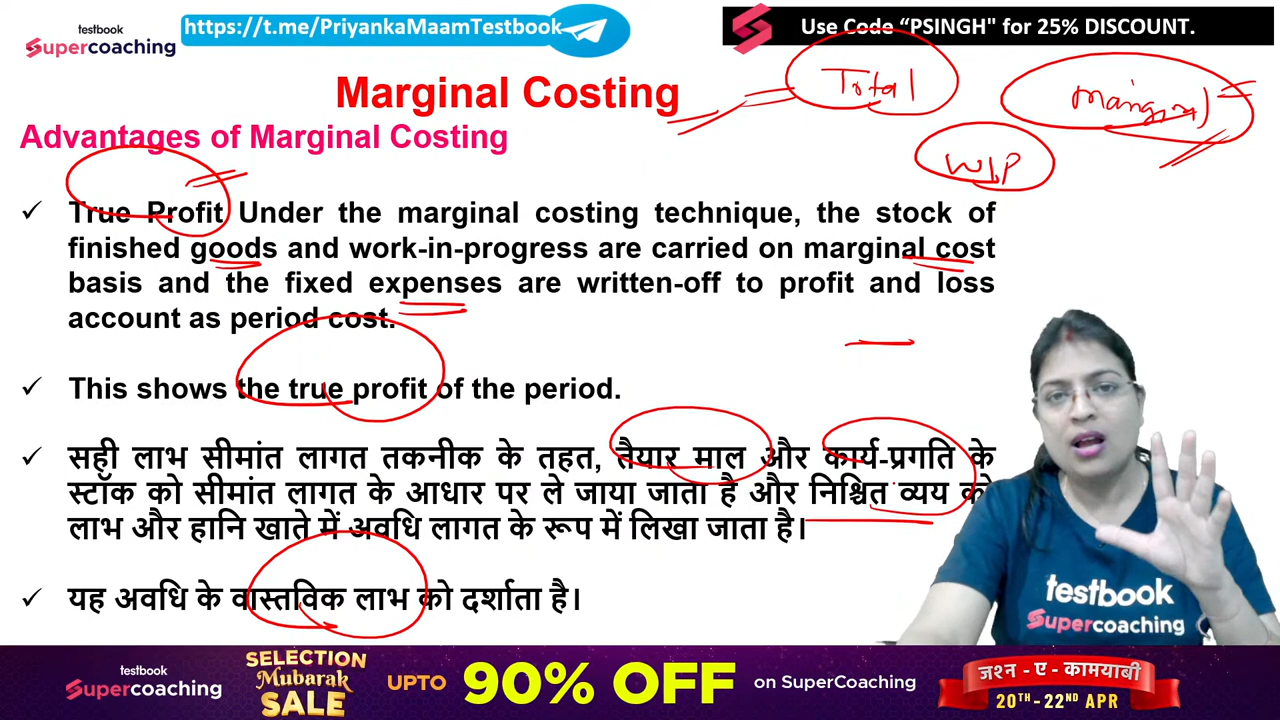 testbook
Supercoaching
https://t.me/PriyankaMaamTestbook
Use Code “PSINGH" for 25% DISCOUNT.
Marginal Costing
Total
Marginal
WIP
Advantages of Marginal Costing
✓ True Profit Under the marginal costing technique, the stock of
finished goods and work-in-progress are carried on marginal cost
basis and the fixed expenses are written-off to profit and loss
account as period cost.
✓ This shows the true profit of the period.
✓ सही लाभ सीमांत लागत तकनीक के तहत, तैयार माल और कार्य-प्रगति के
स्टॉक को सीमांत लागत के आधार पर ले जाया जाता है और निश्चित व्यय को
लाभ और हानि खाते में अवधि लागत के रूप में लिखा जाता है।
✓ यह अवधि के वास्तविक लाभ को दर्शाता है।
testbook
Supercoaching
testbook
Supercoaching
SELECTION
Mubarak
SALE
UPTO 90% OFF on SuperCoaching
जश्न - ए - कामयाबी
20TH - 22ND APR